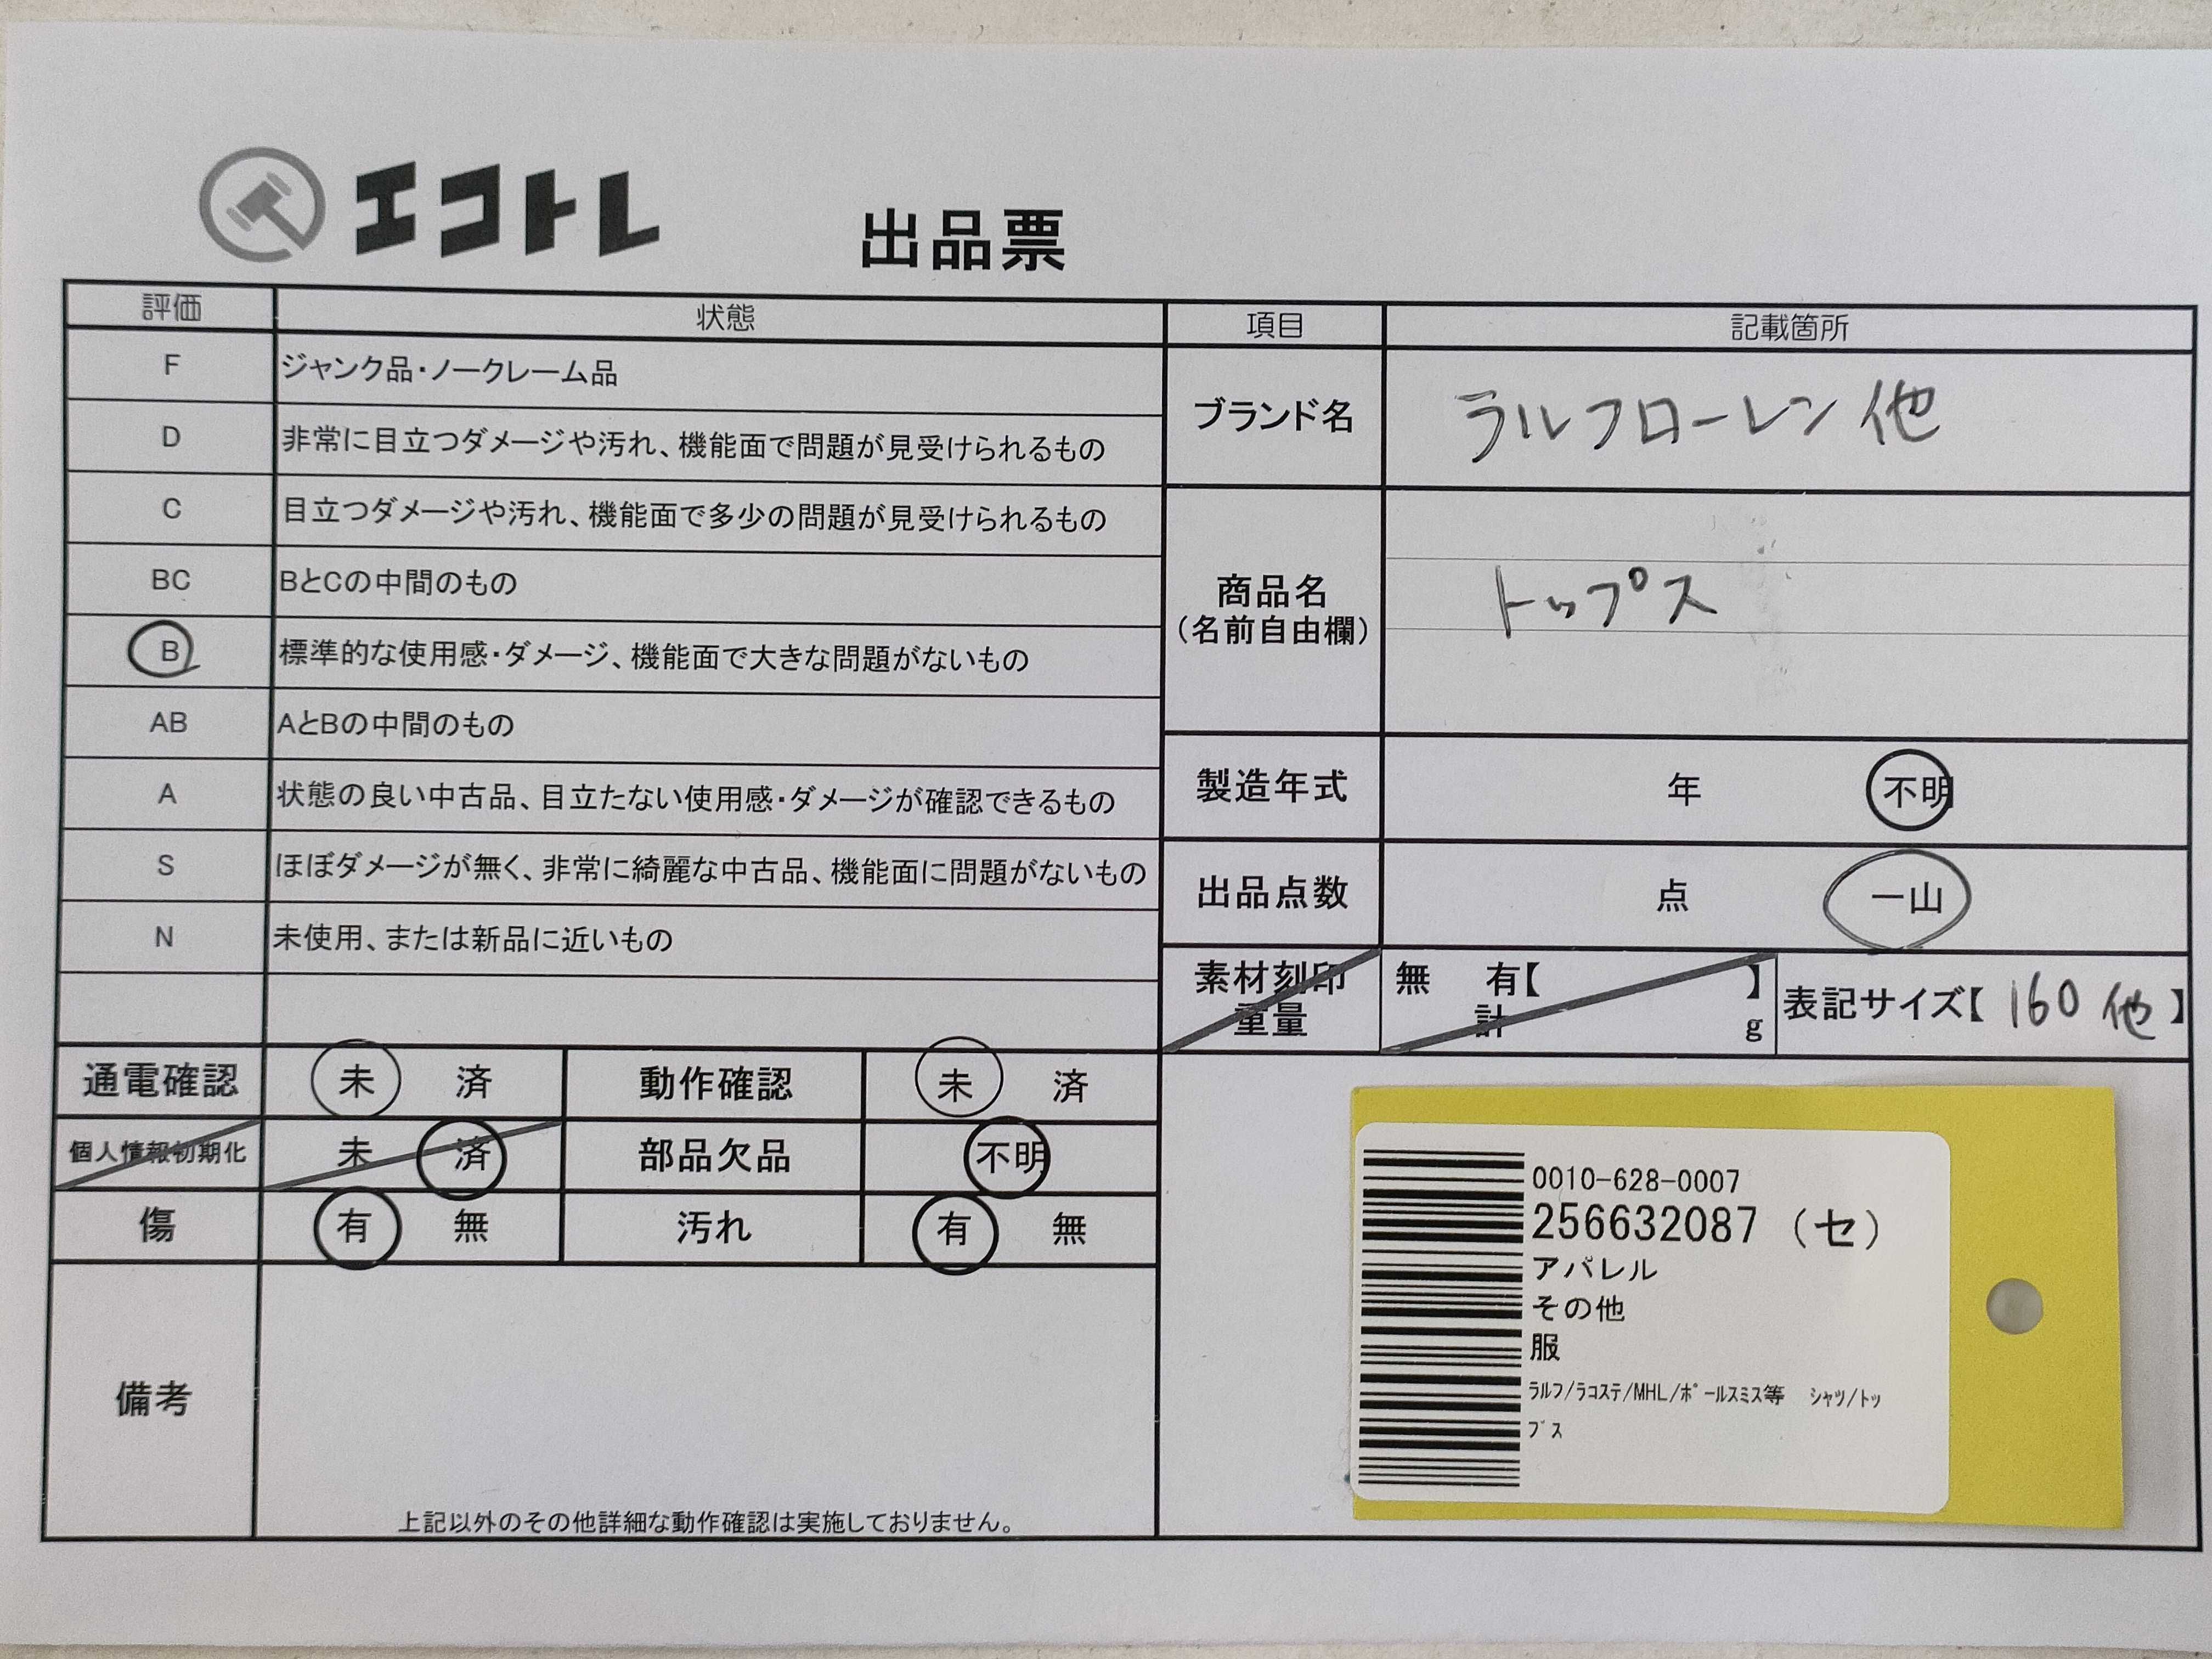 エコトレ
出品票
評価 状態
F ジャンク品・ノークレーム品
D 非常に目立つダメージや汚れ、機能面で問題が見受けられるもの
C 目立つダメージや汚れ、機能面で多少の問題が見受けられるもの
BC BとCの中間のもの
B 標準的な使用感・ダメージ、機能面で大きな問題がないもの
AB AとBの中間のもの
A 状態の良い中古品、目立たない使用感・ダメージが確認できるもの
S ほぼダメージが無く、非常に綺麗な中古品、機能面に問題がないもの
N 未使用、または新品に近いもの
通電確認 未 済 動作確認 未 済
個人情報初期化 未 済 部品欠品 不明
傷 有 無 汚れ 有 無
備考
上記以外のその他詳細な動作確認は実施しておりません。
項目 記載箇所
ブランド名 ラルフローレン 他
商品名
(名前自由欄)
トップス
製造年式 年 不明
出品点数 点 一山
素材刻印 無 有【 】
重量 計 g
表記サイズ【 160 他 】
0010-628-0007
256632087 (セ)
アパレル
その他
服
ﾗﾙﾌ/ﾗｺｽﾃ/MHL/ﾎﾟｰﾙｽﾐｽ等 ｼｬﾂ/ﾄｯ
ﾌﾟｽ